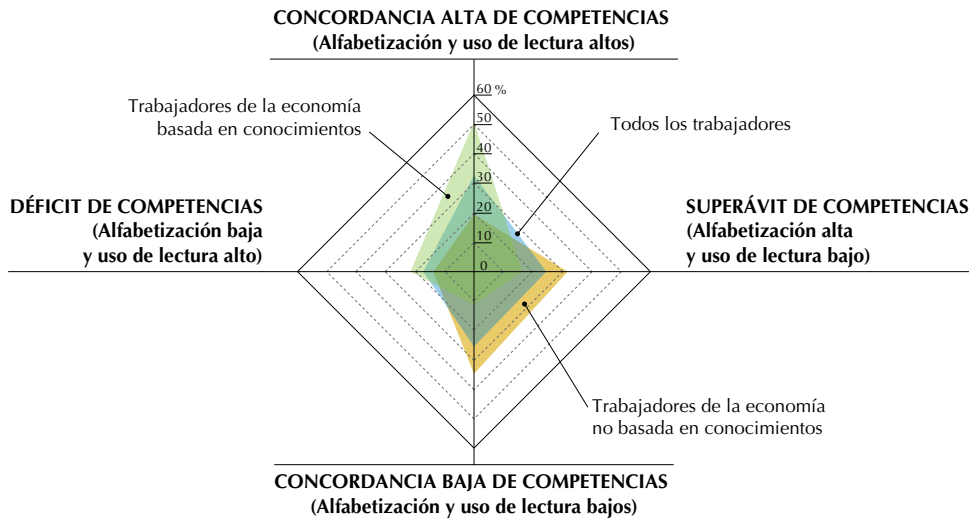 CONCORDANCIA ALTA DE COMPETENCIAS
(Alfabetización y uso de lectura altos)
60 %
Trabajadores de la economía
basada en conocimientos
Todos los trabajadores
50
40
30
20
10
0
DÉFICIT DE COMPETENCIAS
(Alfabetización baja
y uso de lectura alto)
SUPERÁVIT DE COMPETENCIAS
(Alfabetización alta
y uso de lectura bajo)
Trabajadores de la economía
no basada en conocimientos
CONCORDANCIA BAJA DE COMPETENCIAS
(Alfabetización y uso de lectura bajos)